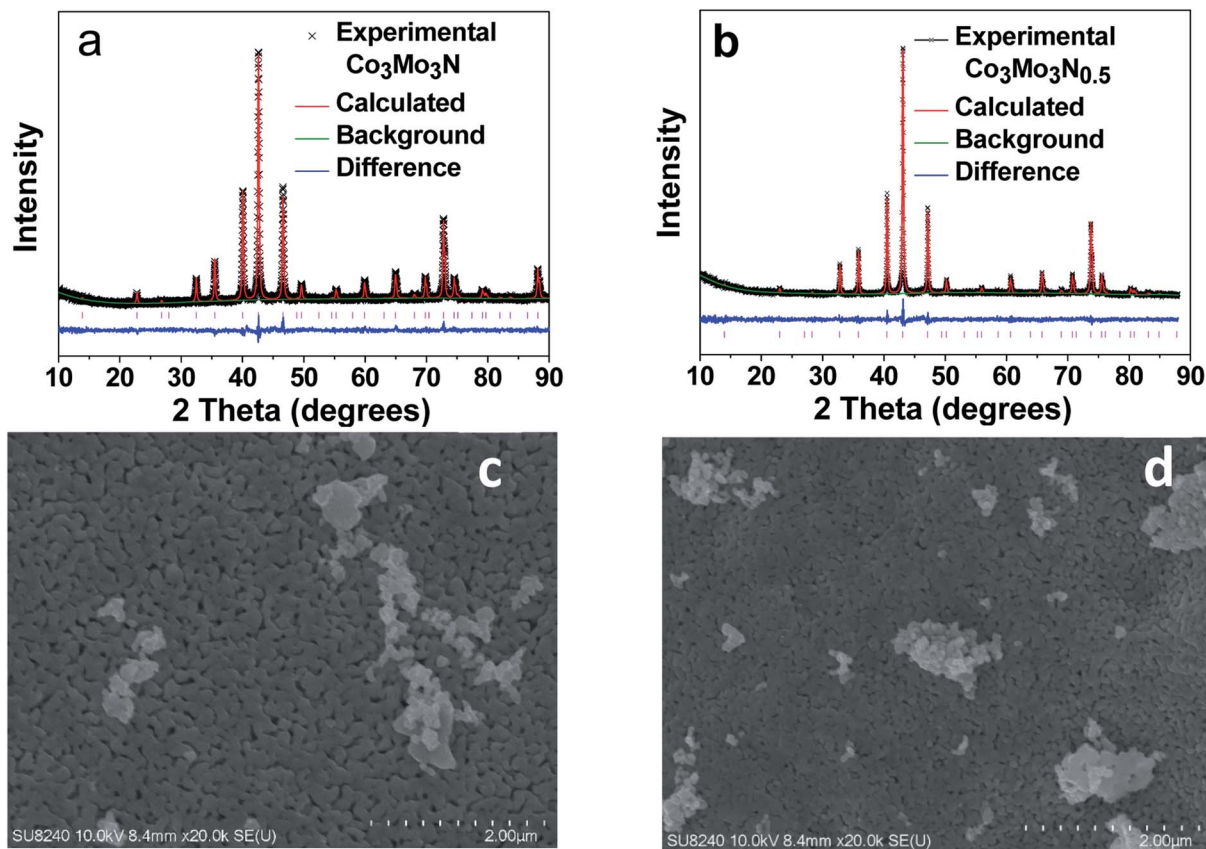 a
× Experimental
Co3Mo3N
Calculated
Background
Difference
Intensity
10 20 30 40 50 60 70 80 90
2 Theta (degrees)
b
Experimental
Co3Mo3N0.5
Calculated
Background
Difference
Intensity
10 20 30 40 50 60 70 80 90
2 Theta (degrees)
c
SU8240 10.0kV 8.4mm x20.0k SE(U)
2.00µm
d
SU8240 10.0kV 8.4mm x20.0k SE(U)
2.00µm